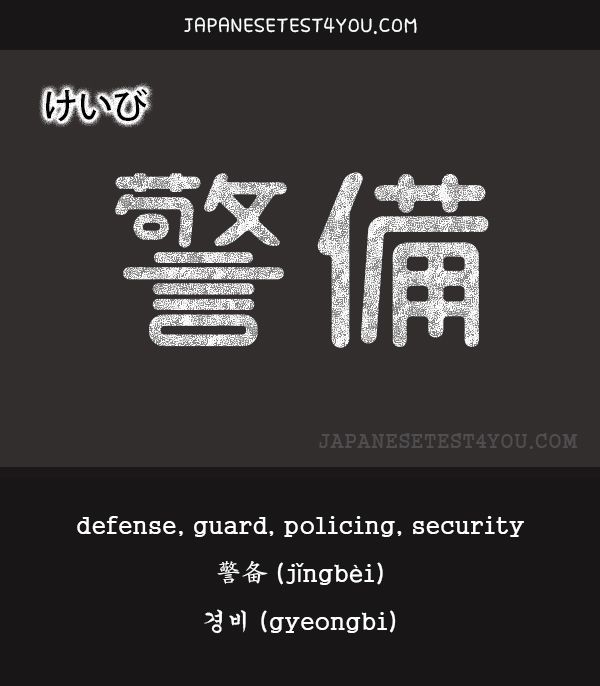 JAPANESETEST4YOU.COM
けいび
警備
JAPANESETEST4YOU.COM
defense, guard, policing, security
警备 (jǐngbèi)
경비 (gyeongbi)